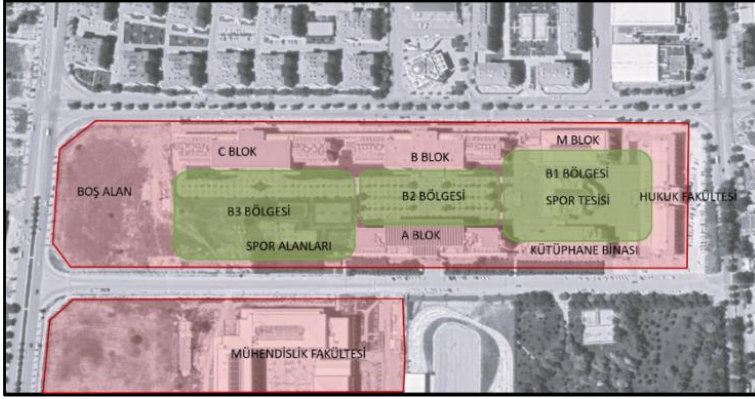 C BLOK
B BLOK
M BLOK
B1 BÖLGESİ
BOŞ ALAN
B2 BÖLGESİ
SPOR TESİSİ
HUKUK FAKÜLTESİ
B3 BÖLGESİ
A BLOK
SPOR ALANLARI
KÜTÜPHANE BİNASI
MÜHENDİSLİK FAKÜLTESİ